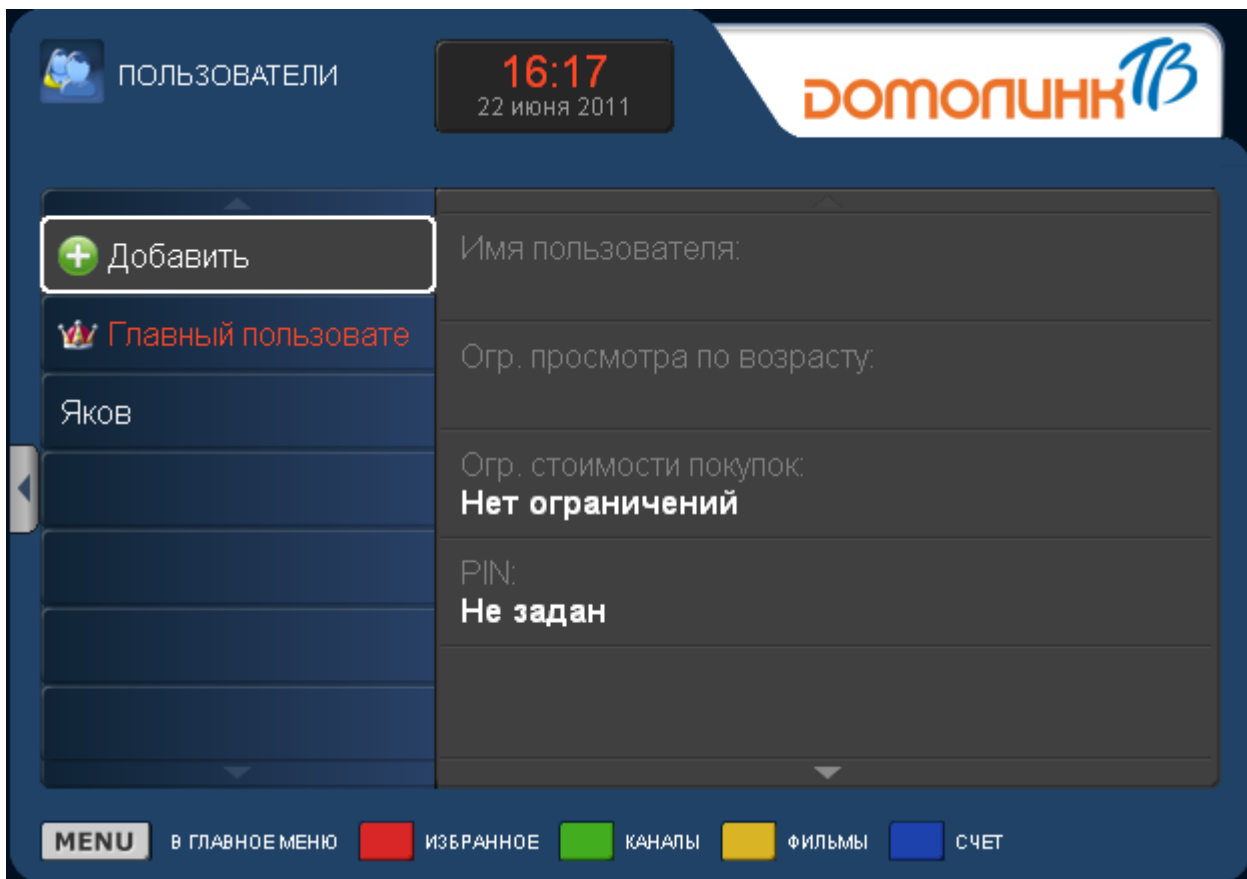 ПОЛЬЗОВАТЕЛИ
16:17
22 июня 2011
Домолинк ТВ
Добавить
Главный пользовате
Яков
Имя пользователя:
Огр. просмотра по возрасту:
Огр. стоимости покупок:
Нет ограничений
PIN:
Не задан
MENU В ГЛАВНОЕ МЕНЮ ИЗБРАННОЕ КАНАЛЫ ФИЛЬМЫ СЧЕТ